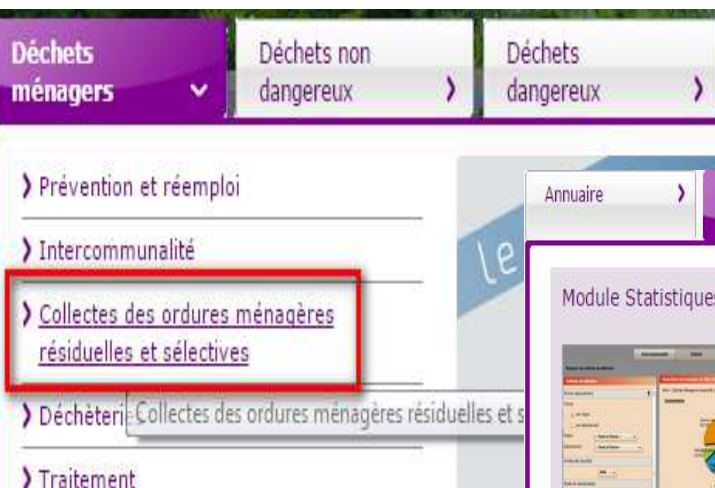 Déchets
ménagers
Déchets non
dangereux
Déchets
dangereux
Prévention et réemploi
Intercommunalité
Collectes des ordures ménagères
résiduelles et sélectives
Collectes des ordures ménagères résiduelles et s
Traitement
le
Annuaire
Module Statistiques